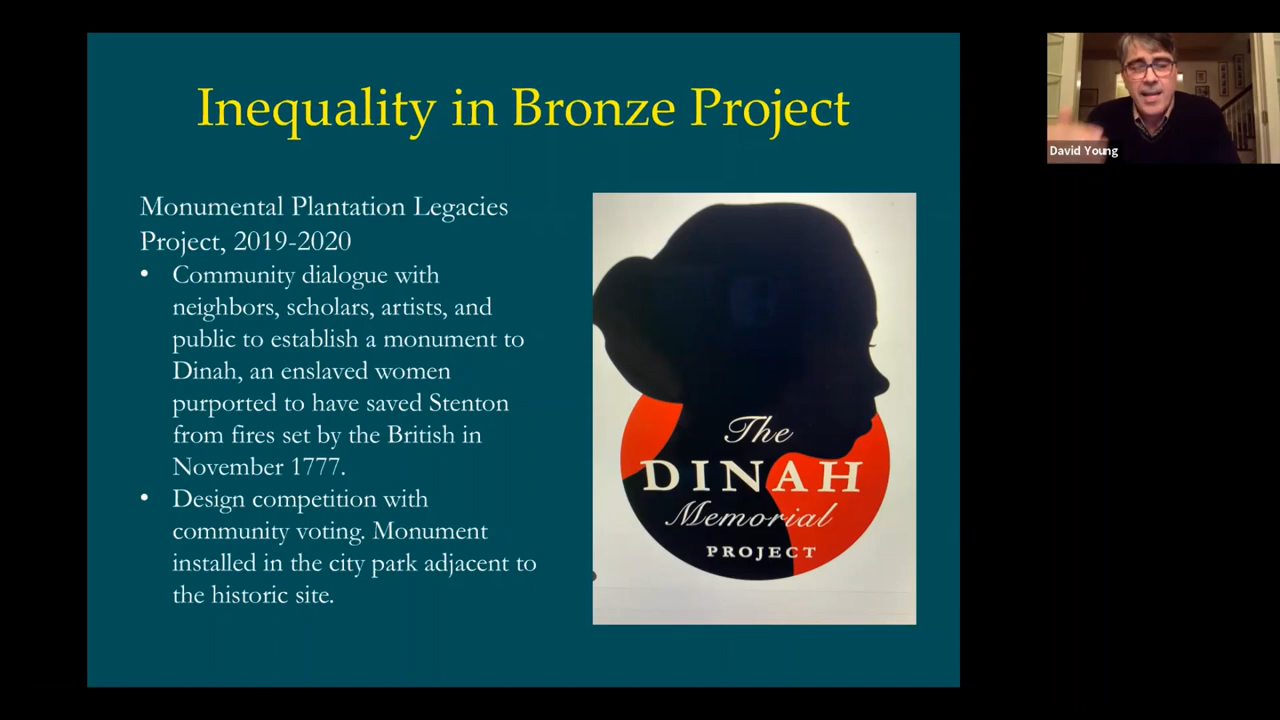 Inequality in Bronze Project
Monumental Plantation Legacies
Project, 2019-2020
• Community dialogue with
neighbors, scholars, artists, and
public to establish a monument to
Dinah, an enslaved women
purported to have saved Stenton
from fires set by the British in
November 1777.
• Design competition with
community voting. Monument
installed in the city park adjacent to
the historic site.
The
DINAH
Memorial
PROJECT
David Young